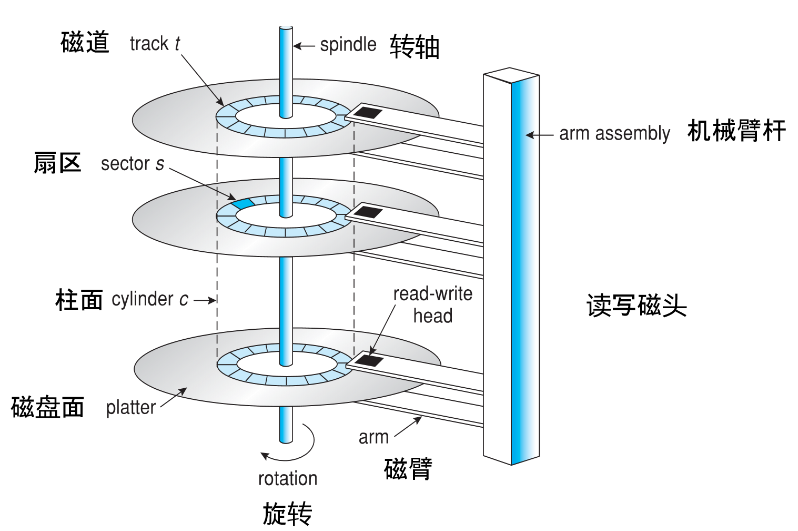 磁道 track t
spindle 转轴
arm assembly 机械臂杆
扇区 sector s
柱面 cylinder c
read-write
head
读写磁头
磁盘面 platter
arm
磁臂
rotation
旋转